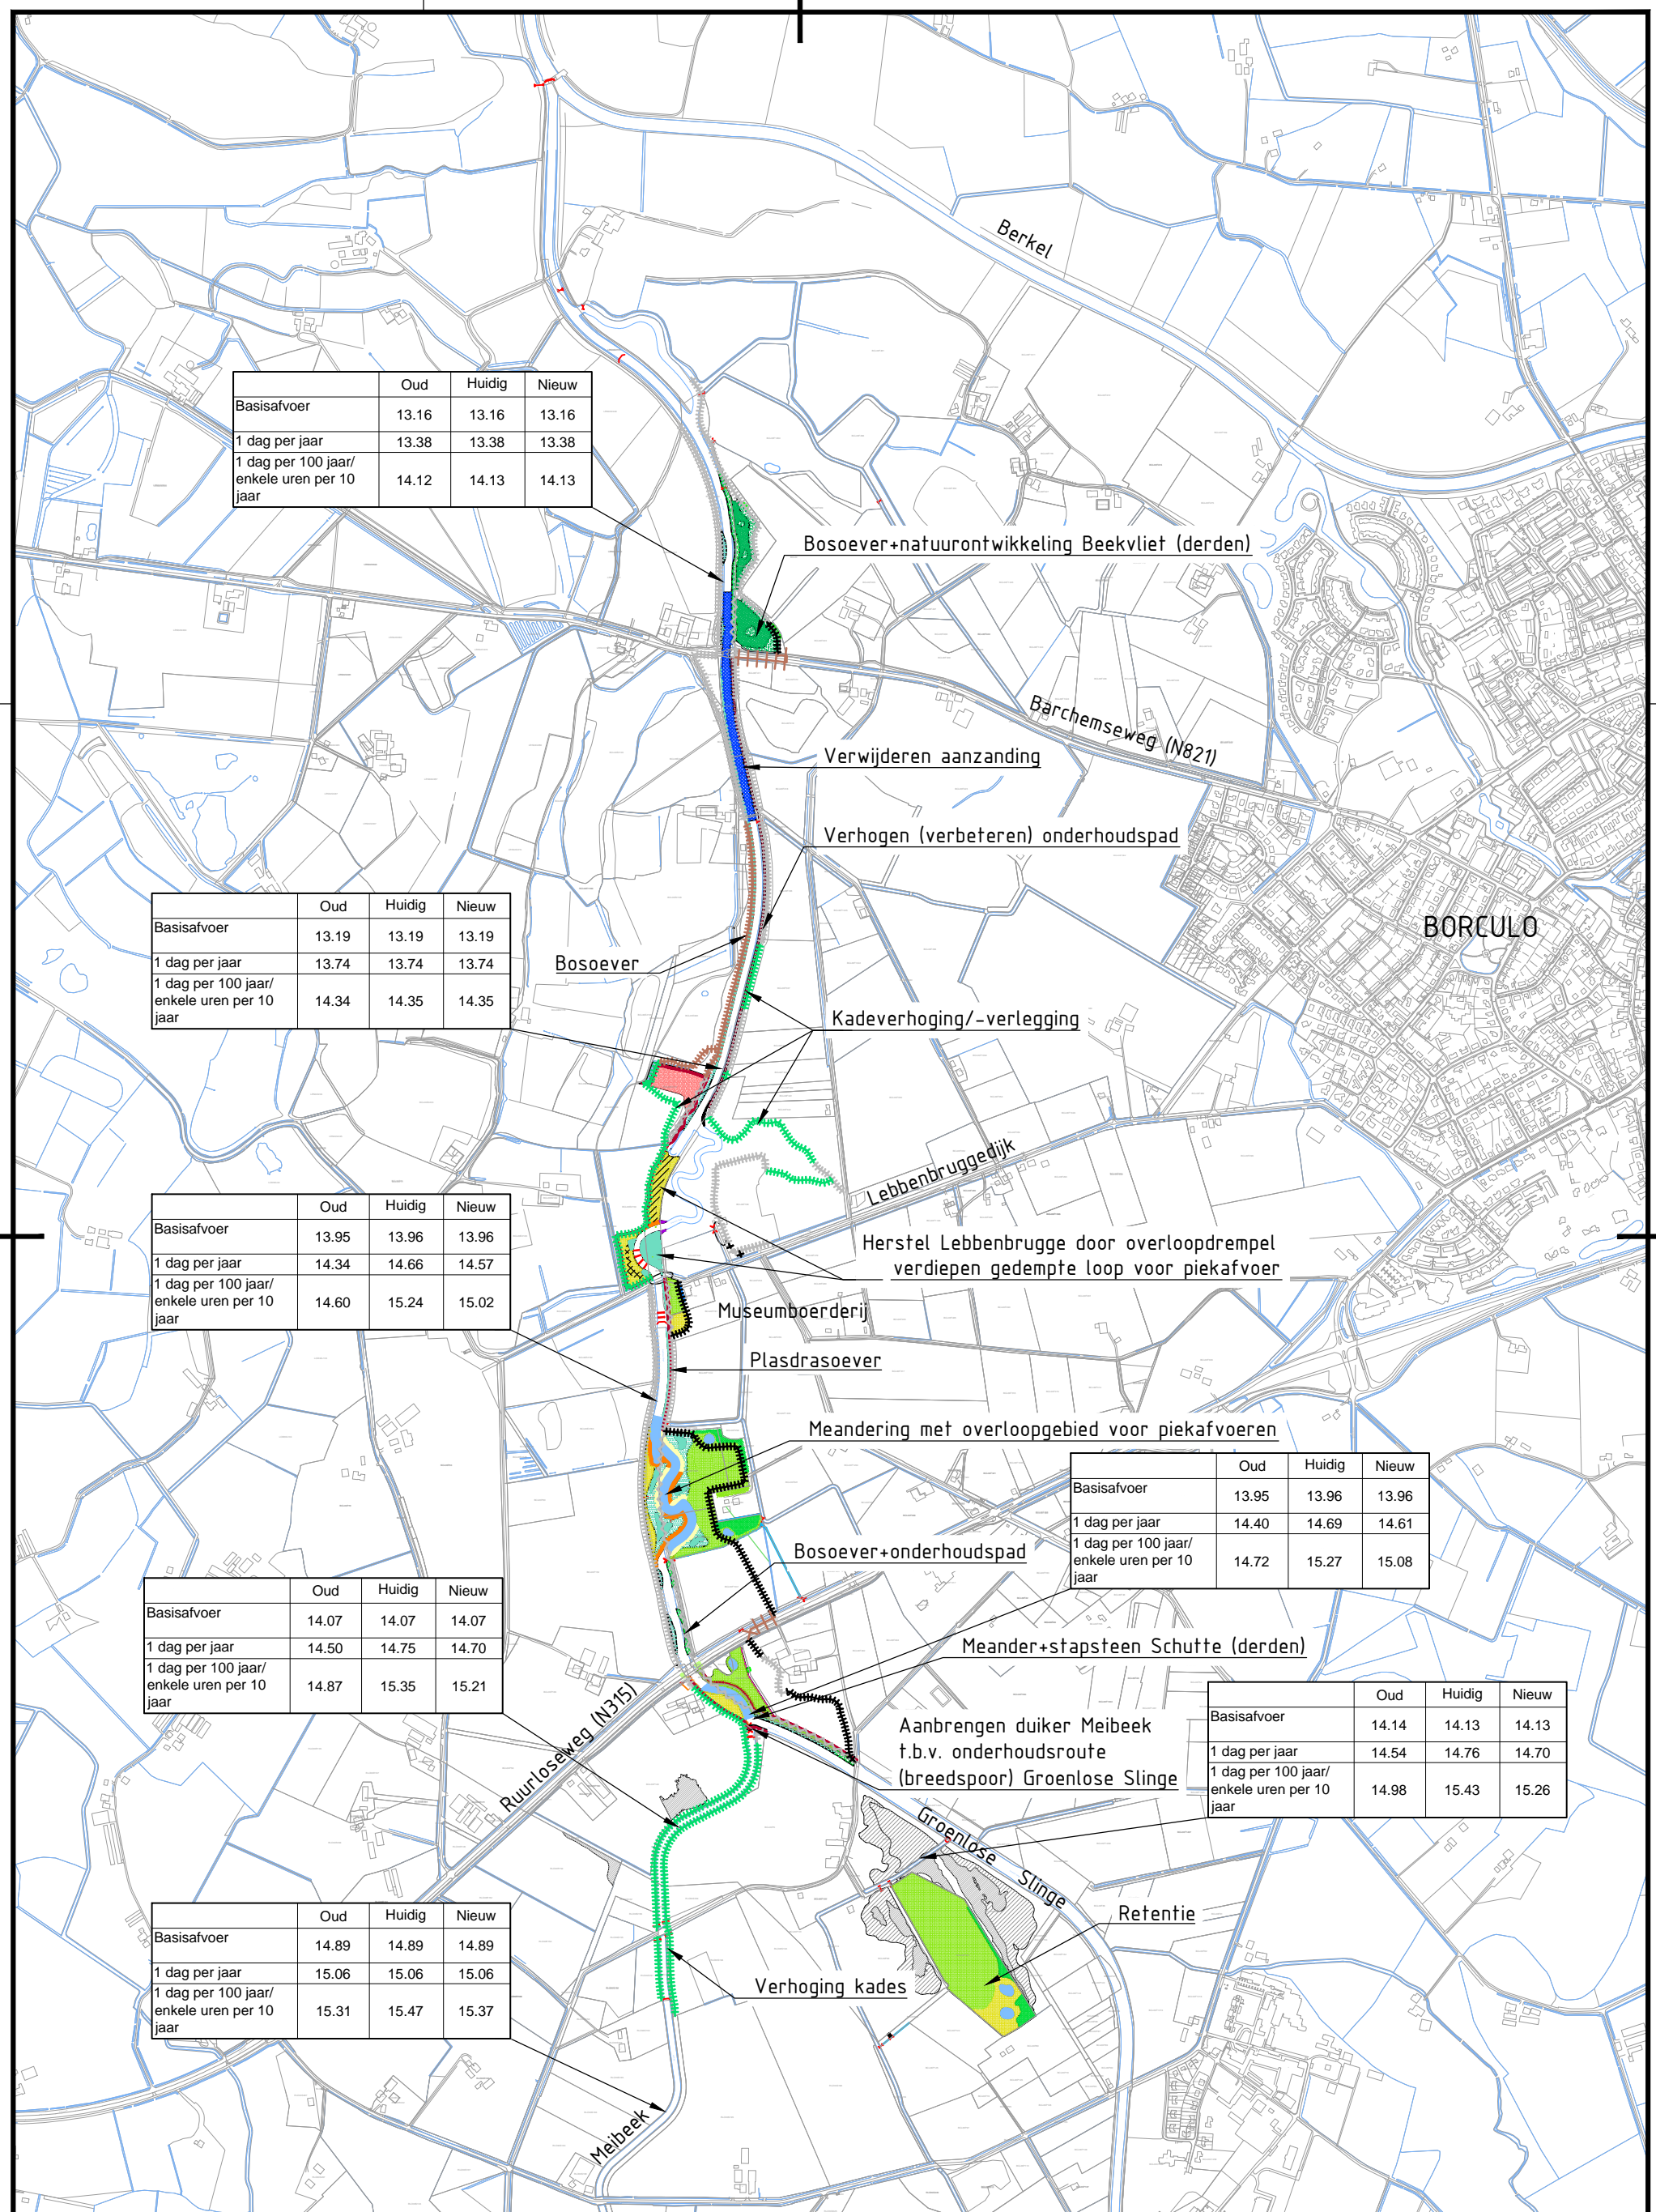 Berkel
Oud Huidig Nieuw
Basisafvoer 13.16 13.16 13.16
1 dag per jaar 13.38 13.38 13.38
1 dag per 100 jaar/
enkele uren per 10 14.12 14.13 14.13
jaar
Bosoever+natuurontwikkeling Beekvliet (derden)
Barchemseweg (N821)
Verwijderen aanzanding
Verhogen (verbeteren) onderhoudspad
Oud Huidig Nieuw
Basisafvoer 13.19 13.19 13.19
1 dag per jaar 13.74 13.74 13.74
1 dag per 100 jaar/
enkele uren per 10 14.34 14.35 14.35
jaar
BORCULO
Bosoever
Kadeverhoging/-verlegging
Lebbenbruggedijk
Oud Huidig Nieuw
Basisafvoer 13.95 13.96 13.96
1 dag per jaar 14.34 14.66 14.57
1 dag per 100 jaar/
enkele uren per 10 14.60 15.24 15.02
jaar
Herstel Lebbenbrugge door overloopdrempel
verdiepen gedempte loop voor piekafvoer
Museumboerderij
Plasdrasoever
Meandering met overloopgebied voor piekafvoeren
Oud Huidig Nieuw
Basisafvoer 13.95 13.96 13.96
1 dag per jaar 14.40 14.69 14.61
1 dag per 100 jaar/
enkele uren per 10 14.72 15.27 15.08
jaar
Bosoever+onderhoudspad
Oud Huidig Nieuw
Basisafvoer 14.07 14.07 14.07
1 dag per jaar 14.50 14.75 14.70
1 dag per 100 jaar/
enkele uren per 10 14.87 15.35 15.21
jaar
Meander+stapsteen Schutte (derden)
Ruurloseweg (N315)
Oud Huidig Nieuw
Basisafvoer 14.14 14.13 14.13
1 dag per jaar 14.54 14.76 14.70
1 dag per 100 jaar/
enkele uren per 10 14.98 15.43 15.26
jaar
Aanbrengen duiker Meibeek
t.b.v. onderhoudsroute
(breedspoor) Groenlose Slinge
Groenlose Slinge
Retentie
Oud Huidig Nieuw
Basisafvoer 14.89 14.89 14.89
1 dag per jaar 15.06 15.06 15.06
1 dag per 100 jaar/
enkele uren per 10 15.31 15.47 15.37
jaar
Verhoging kades
Meibeek